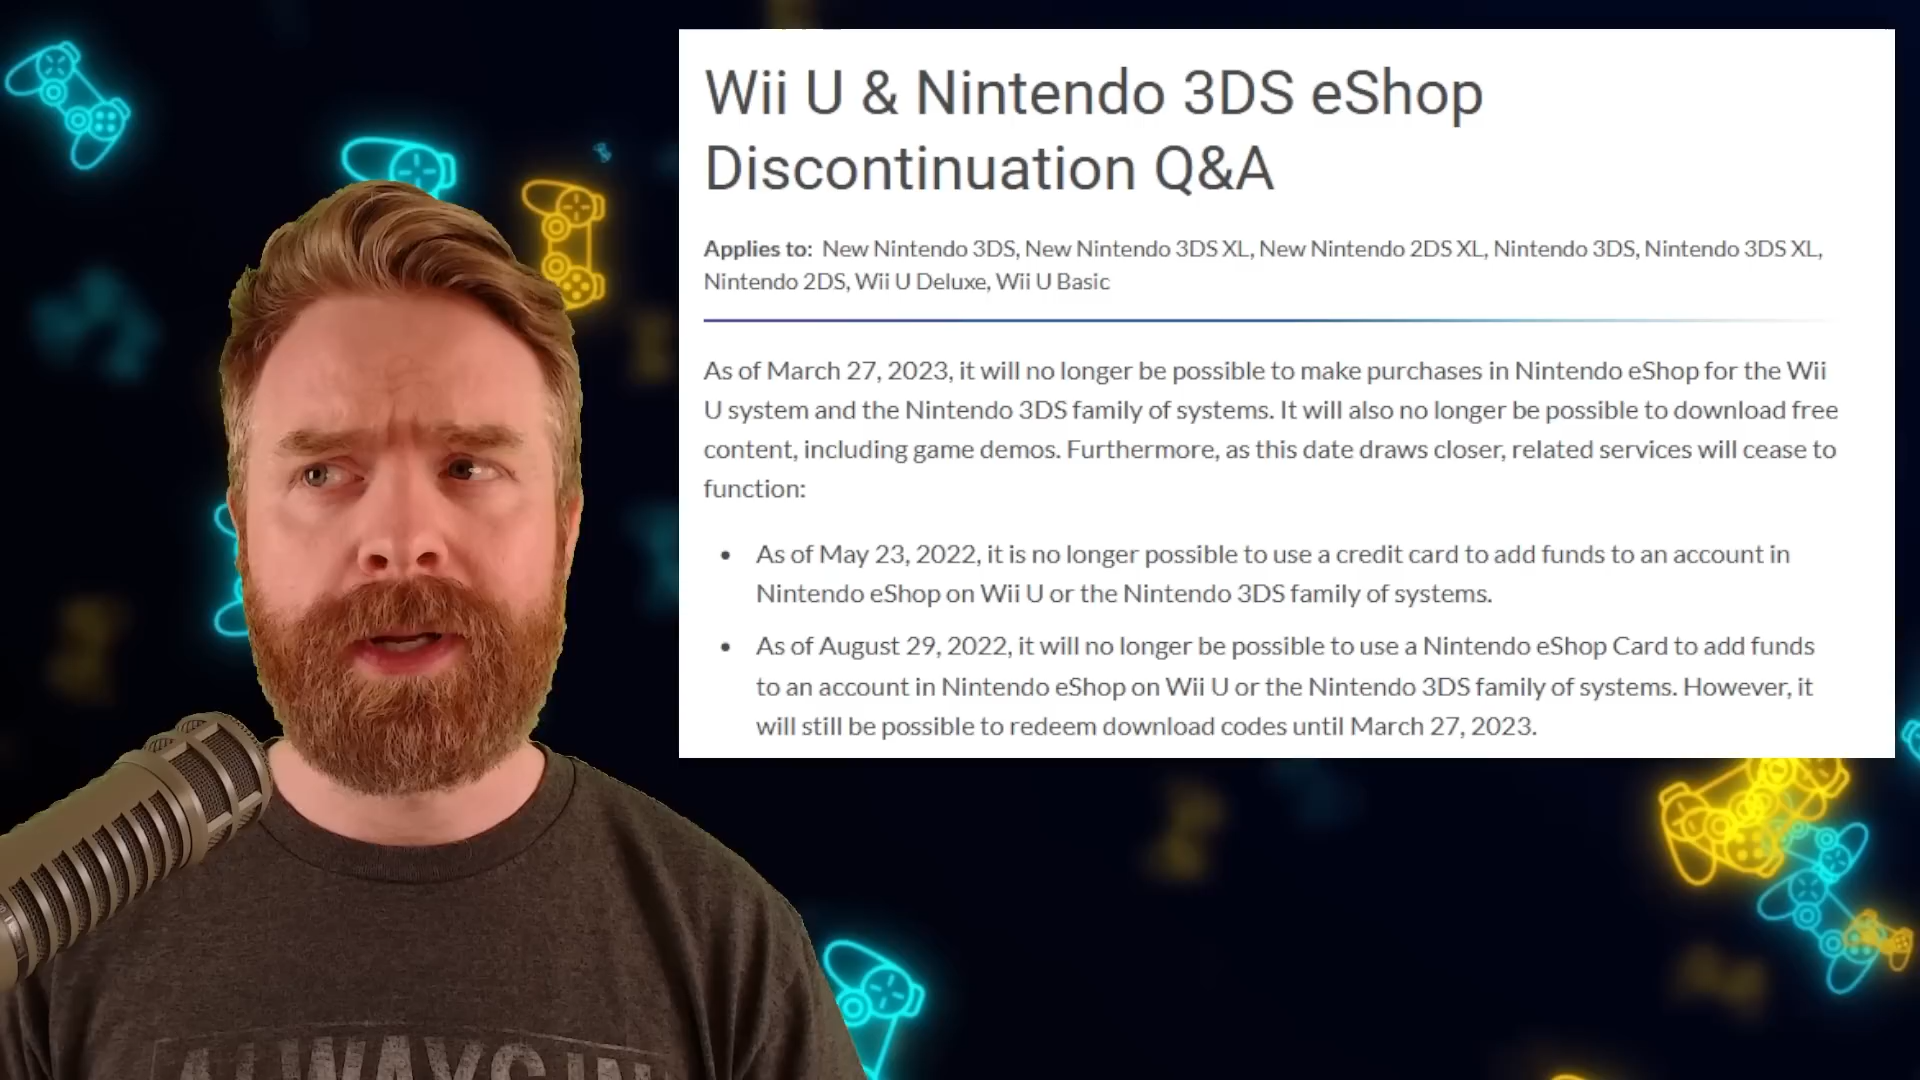 Wii U & Nintendo 3DS eShop
Discontinuation Q&A
Applies to: New Nintendo 3DS, New Nintendo 3DS XL, New Nintendo 2DS XL, Nintendo 3DS, Nintendo 3DS XL,
Nintendo 2DS, Wii U Deluxe, Wii U Basic
As of March 27, 2023, it will no longer be possible to make purchases in Nintendo eShop for the Wii
U system and the Nintendo 3DS family of systems. It will also no longer be possible to download free
content, including game demos. Furthermore, as this date draws closer, related services will cease to
function:
• As of May 23, 2022, it is no longer possible to use a credit card to add funds to an account in
Nintendo eShop on Wii U or the Nintendo 3DS family of systems.
• As of August 29, 2022, it will no longer be possible to use a Nintendo eShop Card to add funds
to an account in Nintendo eShop on Wii U or the Nintendo 3DS family of systems. However, it
will still be possible to redeem download codes until March 27, 2023.
ALWAYS IN